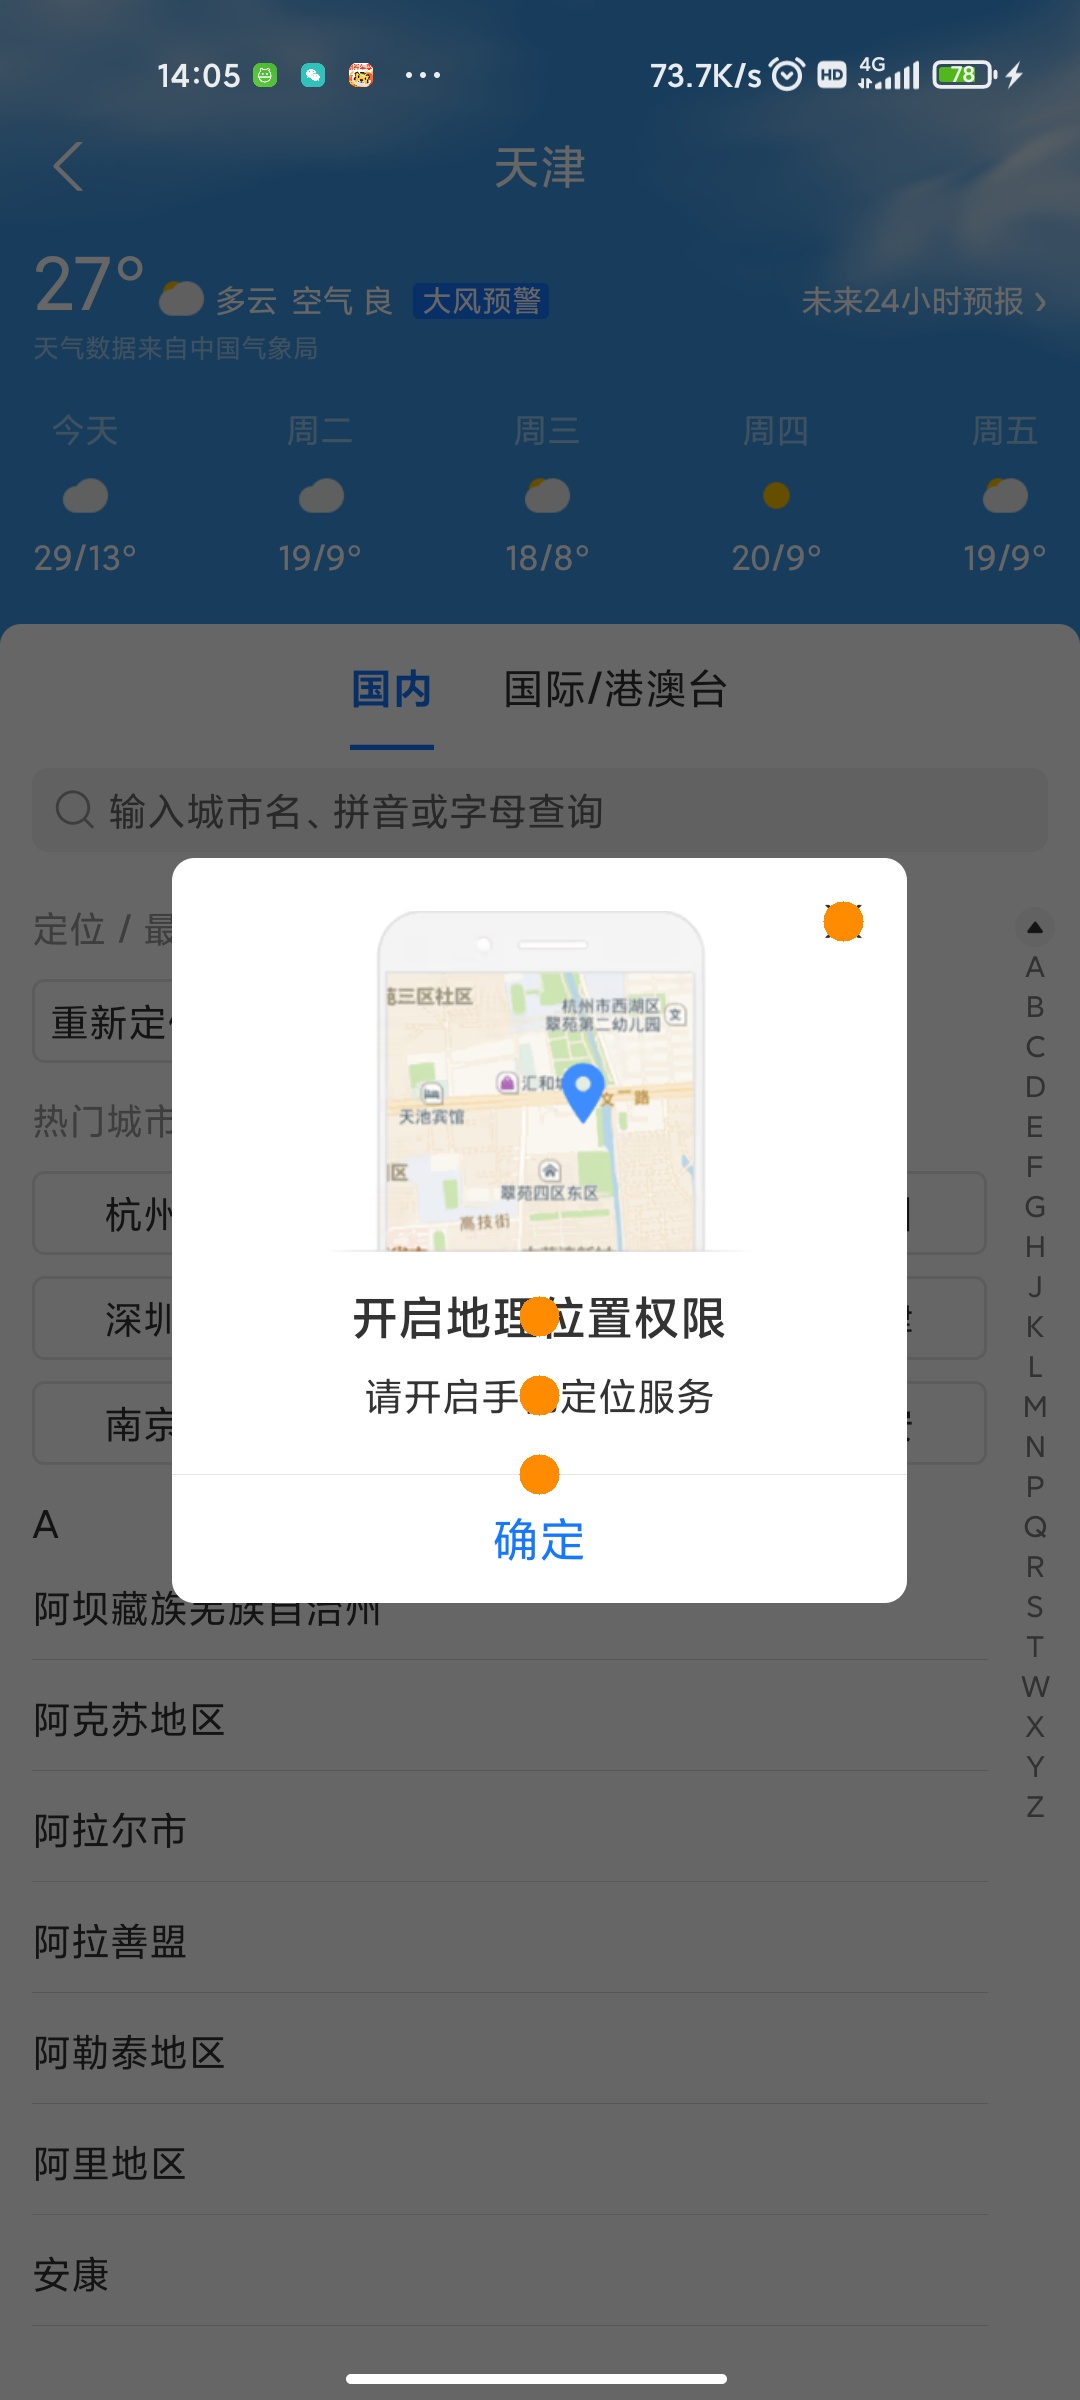 14:05
73.7K/s HD 4G 78
天津
27° 多云 空气 良 大风预警 未来24小时预报
天气数据来自中国气象局
今天 周二 周三 周四 周五
29/13° 19/9° 18/8° 20/9° 19/9°
国内 国际/港澳台
输入城市名、拼音或字母查询
定位 / 最
重新定
热门城市
杭州
深圳
南京
杭州市西湖区
翠苑第二幼儿园
文
三区社区
汇和城
天池宾馆
文二路
区
翠苑四区东区
高技街
开启地理位置权限
请开启手定位服务
确定
A
阿坝藏族羌族自治州
阿克苏地区
阿拉尔市
阿拉善盟
阿勒泰地区
阿里地区
安康
A
B
C
D
E
F
G
H
J
K
L
M
N
P
Q
R
S
T
W
X
Y
Z